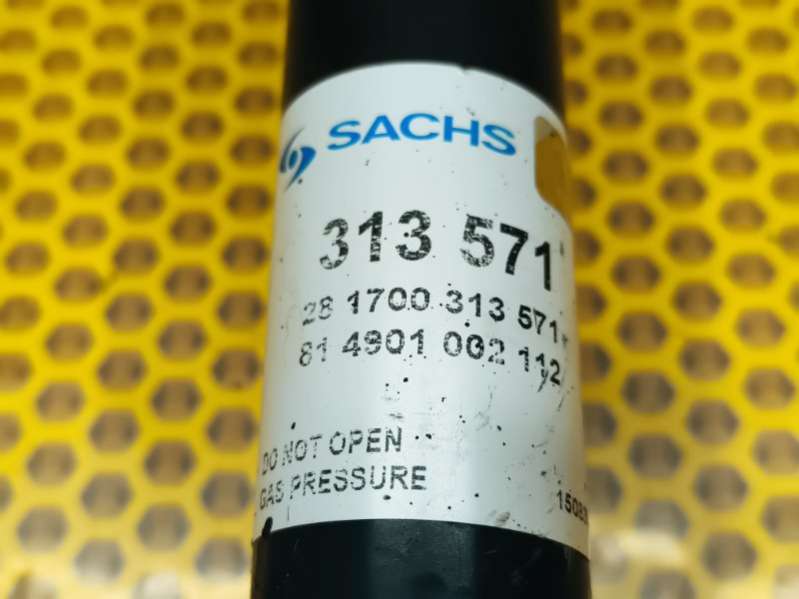 SACHS
313 571
28 1700 313 571
81 4901 002 112
DO NOT OPEN
GAS PRESSURE